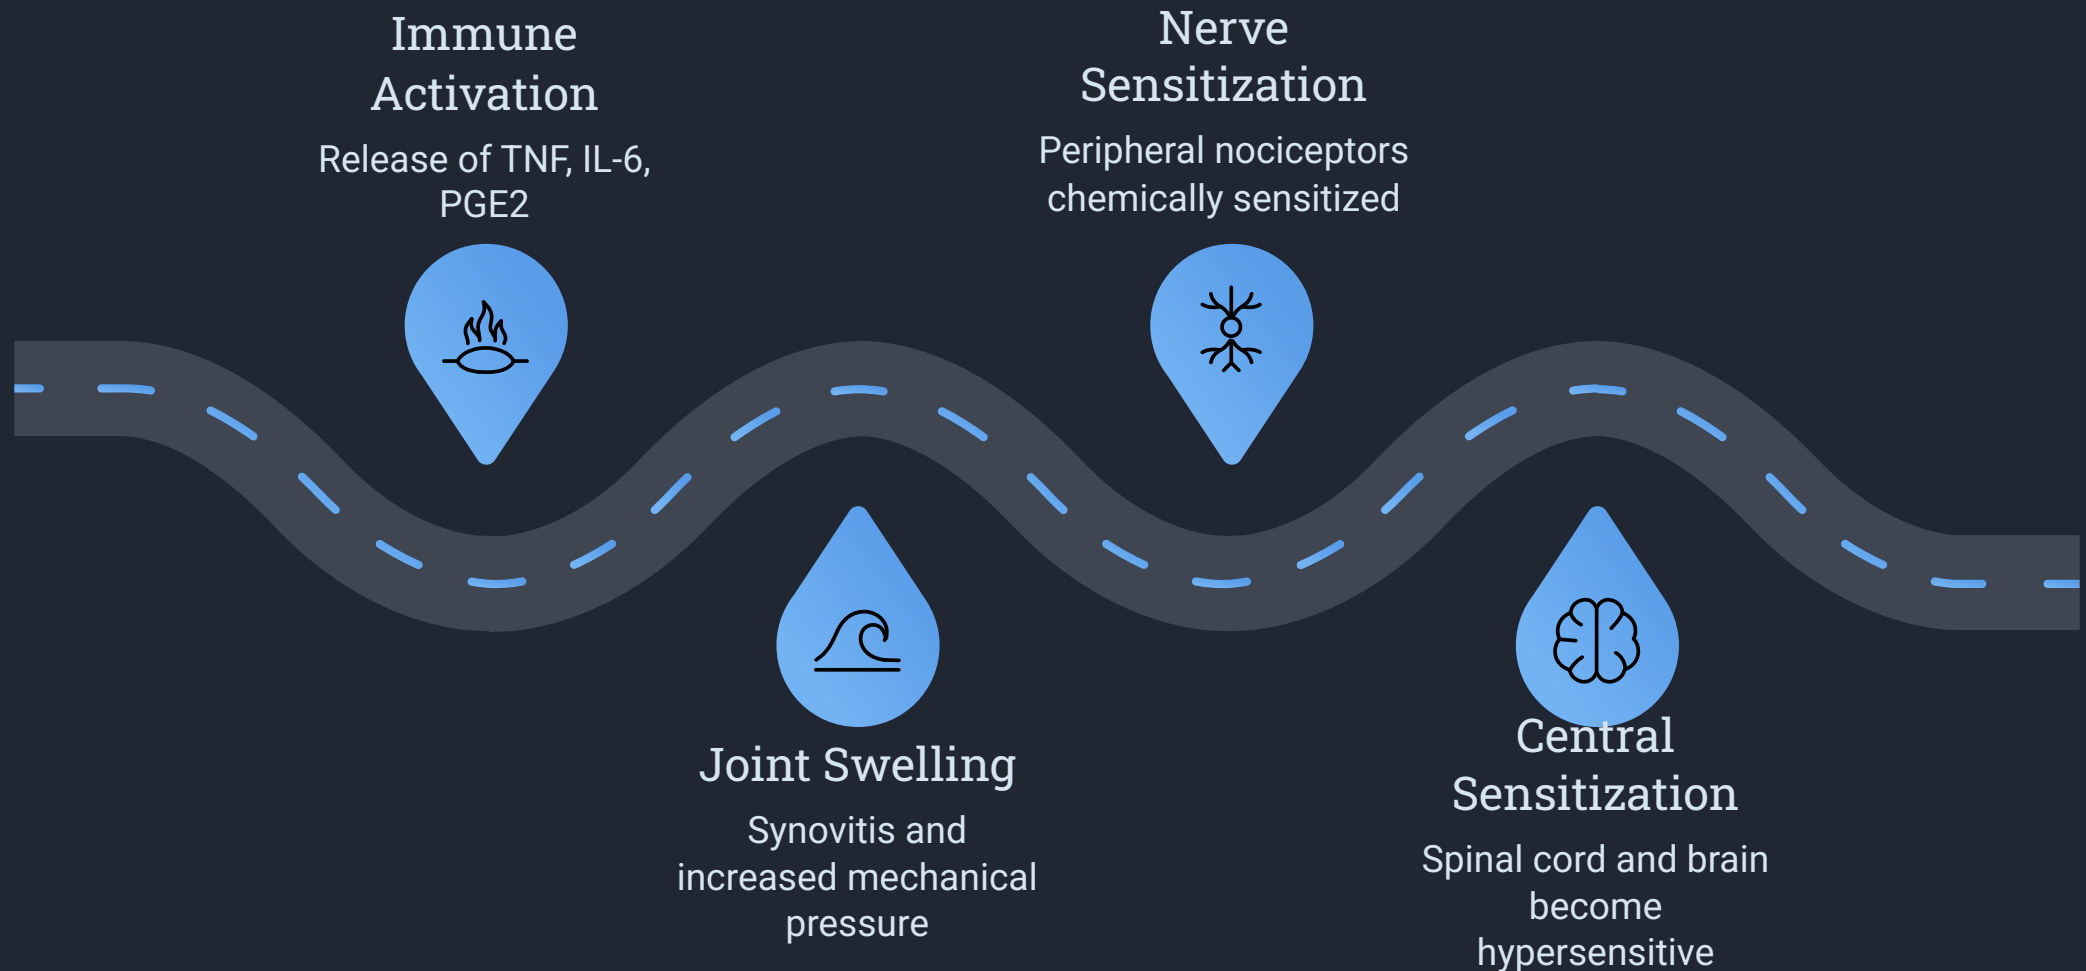 Immune
Activation
Release of TNF, IL-6,
PGE2
Joint Swelling
Synovitis and
increased mechanical
pressure
Nerve
Sensitization
Peripheral nociceptors
chemically sensitized
Central
Sensitization
Spinal cord and brain
become
hypersensitive